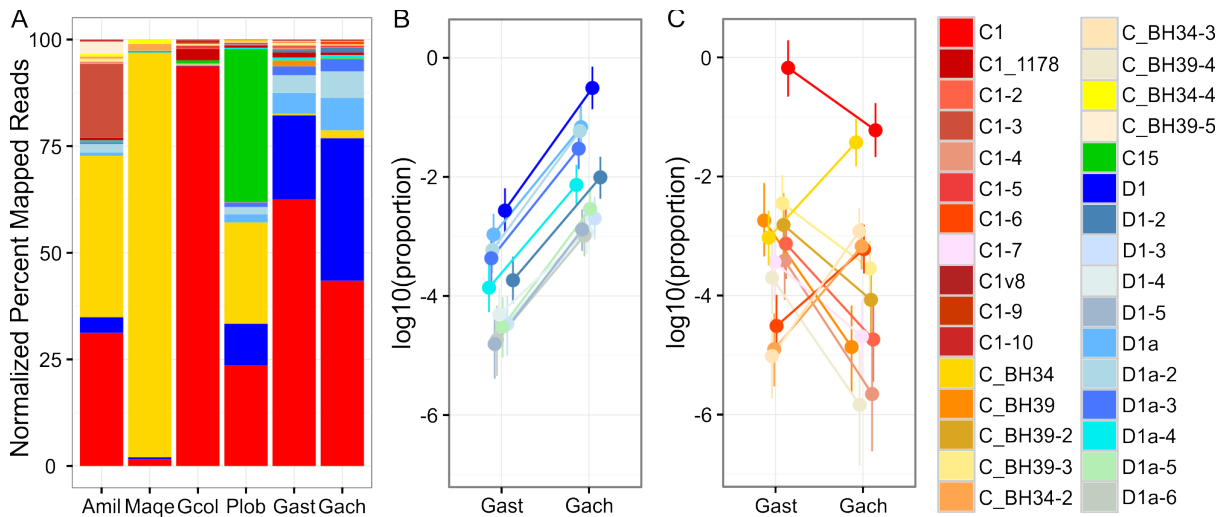 A
Normalized Percent Mapped Reads
100
75
50
25
0
Amil Maqe Gcol Plob Gast Gach
B
log10(proportion)
0
-2
-4
-6
Gast Gach
C
log10(proportion)
0
-2
-4
-6
Gast Gach
C1
C1_1178
C1-2
C1-3
C1-4
C1-5
C1-6
C1-7
C1v8
C1-9
C1-10
C_BH34
C_BH39
C_BH39-2
C_BH39-3
C_BH34-2
C_BH34-3
C_BH39-4
C_BH34-4
C_BH39-5
C15
D1
D1-2
D1-3
D1-4
D1-5
D1a
D1a-2
D1a-3
D1a-4
D1a-5
D1a-6